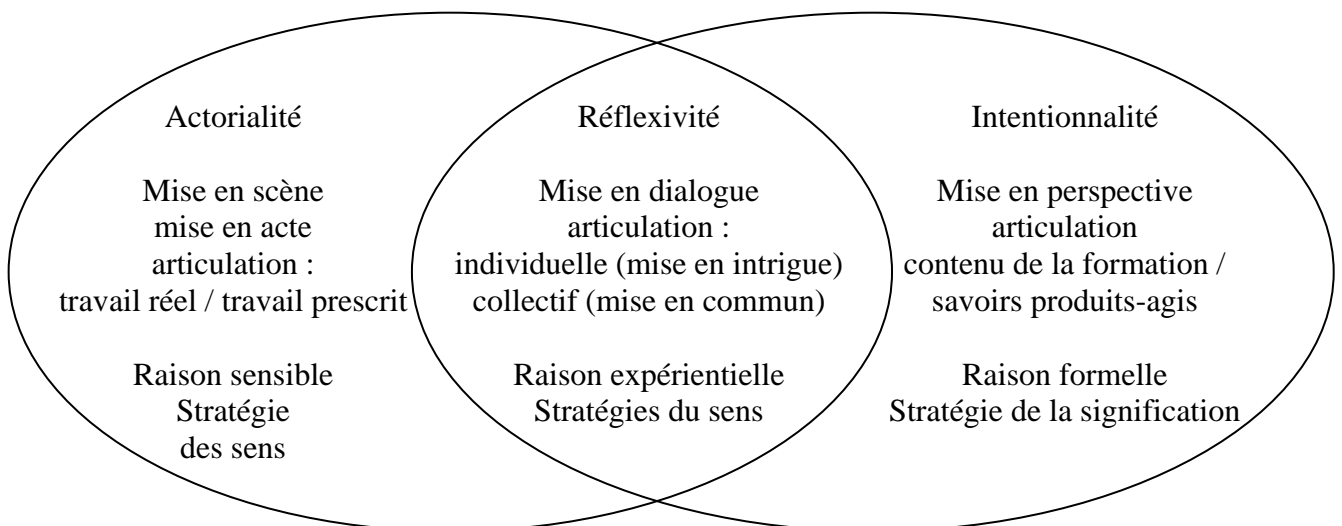 Actorialité
Mise en scène
mise en acte
articulation :
travail réel / travail prescrit
Raison sensible
Stratégie
des sens
Réflexivité
Mise en dialogue
articulation :
individuelle (mise en intrigue)
collectif (mise en commun)
Raison expérientielle
Stratégies du sens
Intentionnalité
Mise en perspective
articulation
contenu de la formation /
savoirs produits-agis
Raison formelle
Stratégie de la signification